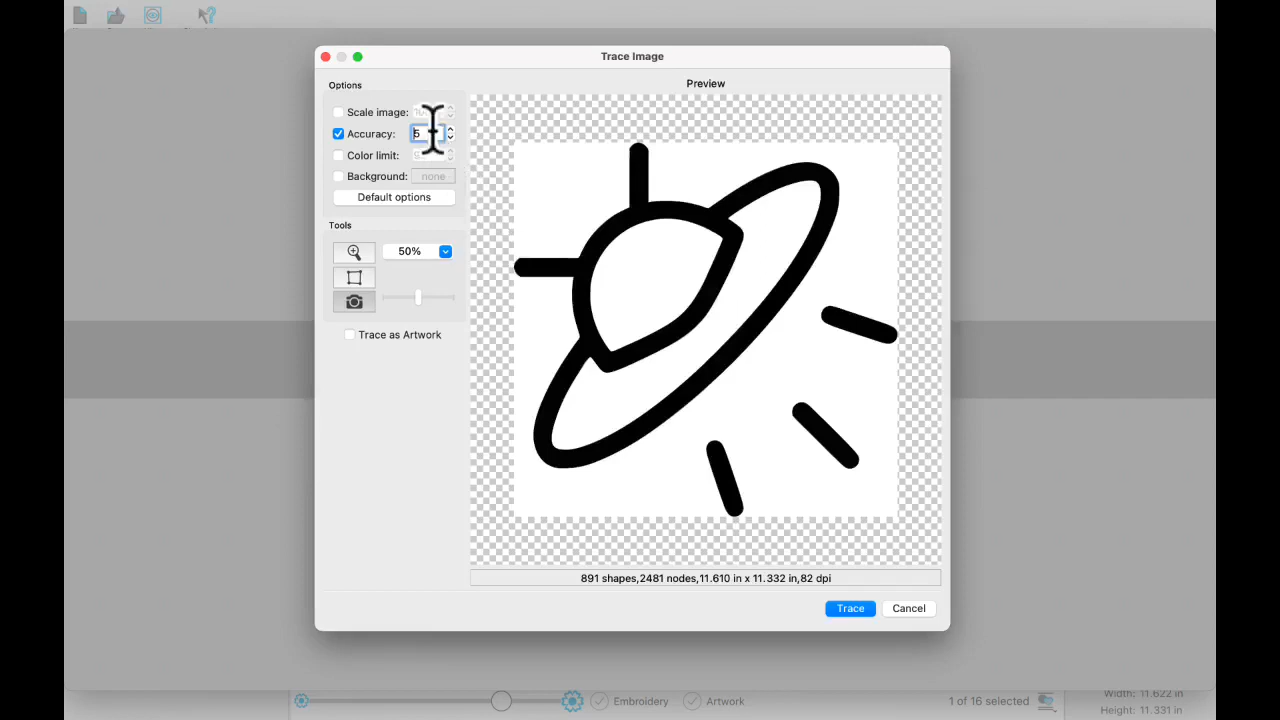 Trace Image
Options
Preview
Scale image:
Accuracy: 5
Color limit:
Background: none
Default options
Tools
50%
Trace as Artwork
891 shapes,2481 nodes,11.610 in x 11.332 in,82 dpi
Trace Cancel
Embroidery Artwork 1 of 16 selected
Width: 11.622 in
Height: 11.331 in